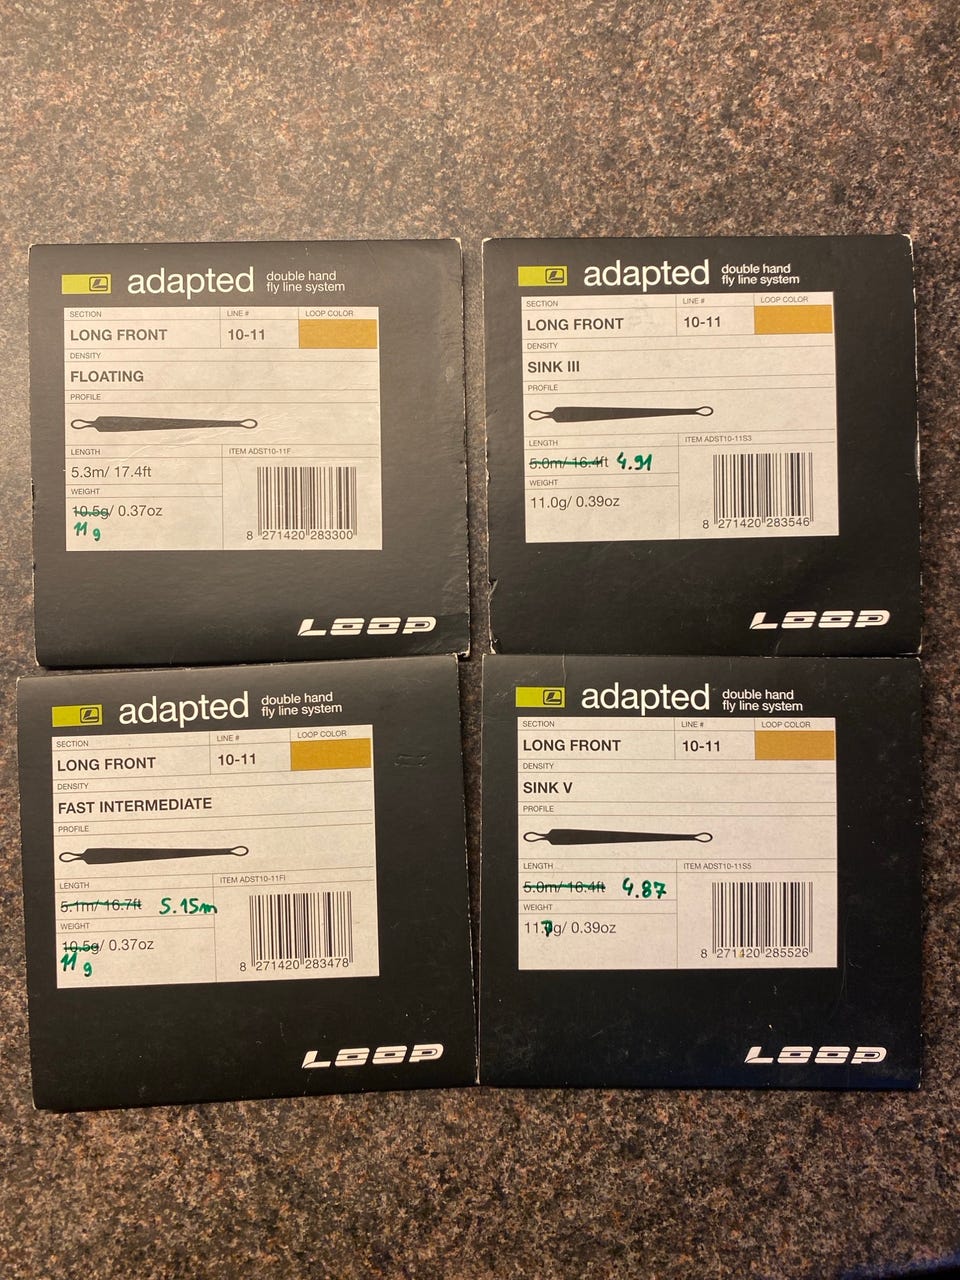 adapted double hand
fly line system
SECTION LINE # LOOP COLOR
LONG FRONT 10-11
DENSITY
FLOATING
PROFILE
LENGTH ITEM ADST10-11F
5.3m/ 17.4ft
WEIGHT
10.5g/ 0.37oz
11 g
8 271420 283300
LOOP
adapted double hand
fly line system
SECTION LINE # LOOP COLOR
LONG FRONT 10-11
DENSITY
SINK III
PROFILE
LENGTH ITEM ADST10-11S3
5.0m/ 16.4ft 4.91
WEIGHT
11.0g/ 0.39oz
8 271420 283546
LOOP
adapted double hand
fly line system
SECTION LINE # LOOP COLOR
LONG FRONT 10-11
DENSITY
FAST INTERMEDIATE
PROFILE
LENGTH ITEM ADST10-11FI
5.1m/ 16.7ft 5.15m
WEIGHT
10.5g/ 0.37oz
11 g
8 271420 283478
LOOP
adapted double hand
fly line system
SECTION LINE # LOOP COLOR
LONG FRONT 10-11
DENSITY
SINK V
PROFILE
LENGTH ITEM ADST10-11S5
5.0m/ 16.4ft 4.87
WEIGHT
/ 0.39oz
8 271420 285526
LOOP